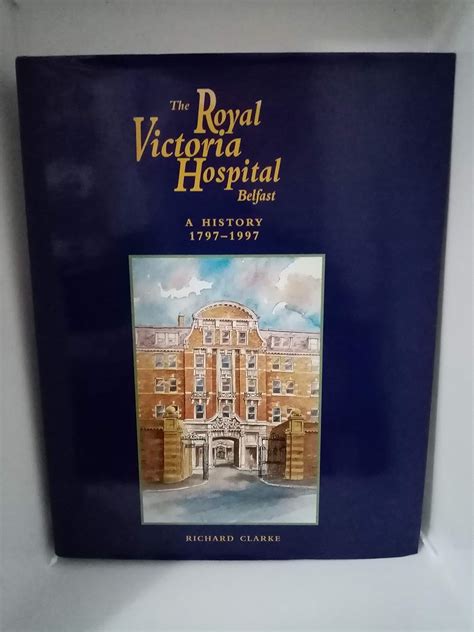 The Royal
Victoria
Hospital
Belfast
A HISTORY
1797–1997
RICHARD CLARKE